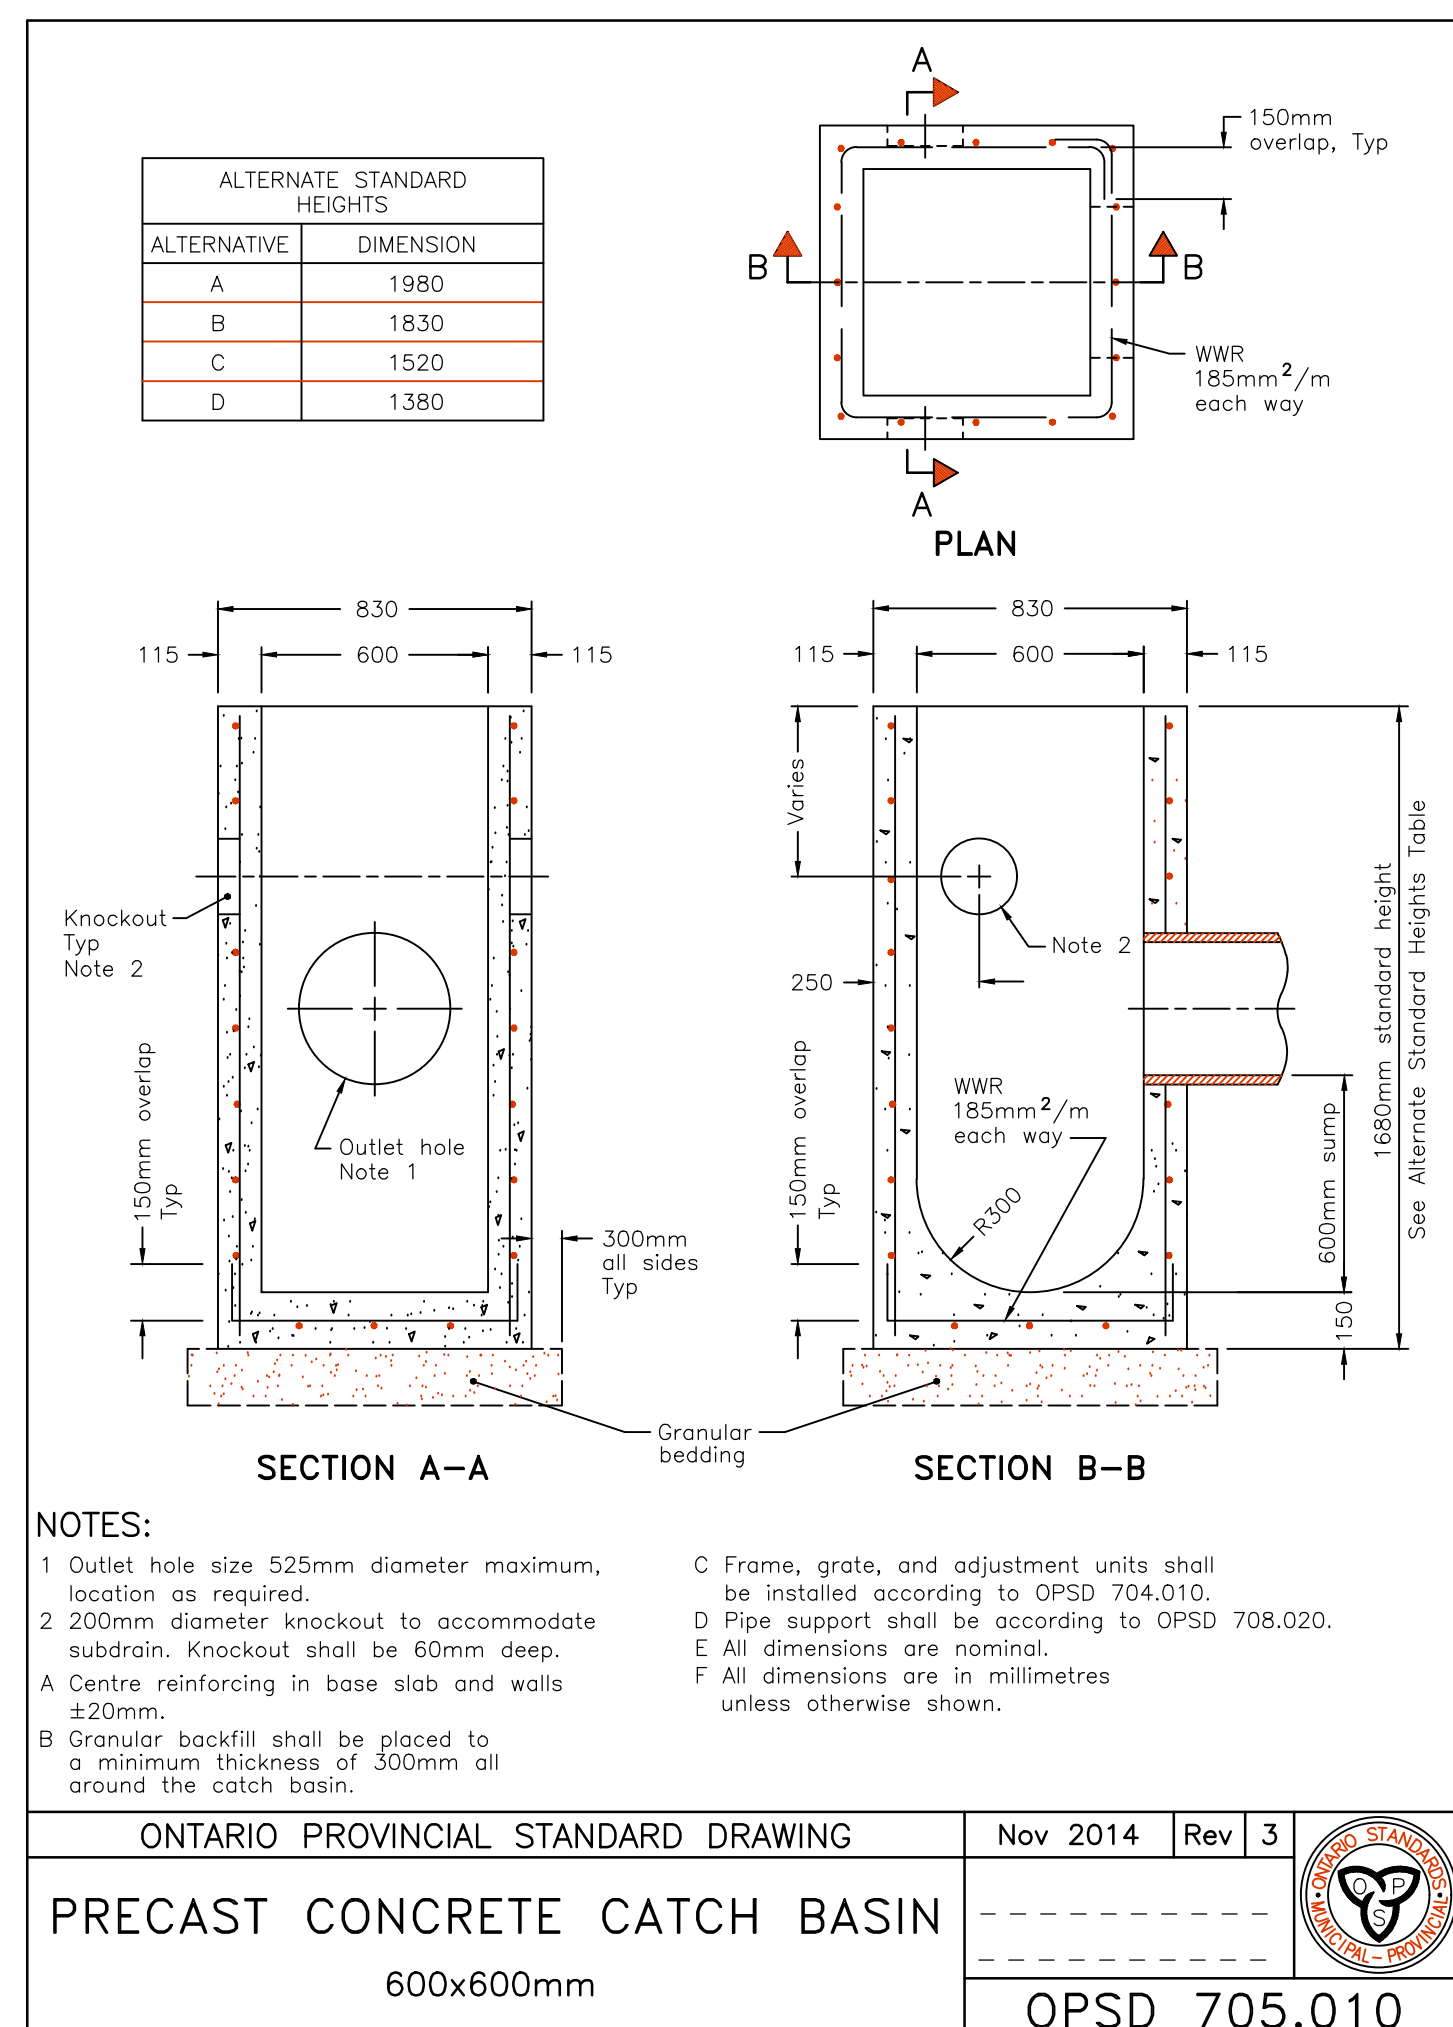 ALTERNATE STANDARD
HEIGHTS
ALTERNATIVE DIMENSION
A 1980
B 1830
C 1520
D 1380
A
150mm
overlap, Typ
B
B
WWR
185mm²/m
each way
A
PLAN
830
115 600 115
Knockout
Typ
Note 2
150mm overlap
Typ
Outlet hole
Note 1
300mm
all sides
Typ
SECTION A-A
830
115 600 115
Varies
Note 2
250
150mm overlap
Typ
WWR
185mm²/m
each way
R300
600mm sump
150
1680mm standard height
See Alternate Standard Heights Table
Granular
bedding
SECTION B-B
NOTES:
1 Outlet hole size 525mm diameter maximum,
location as required.
2 200mm diameter knockout to accommodate
subdrain. Knockout shall be 60mm deep.
A Centre reinforcing in base slab and walls
±20mm.
B Granular backfill shall be placed to
a minimum thickness of 300mm all
around the catch basin.
C Frame, grate, and adjustment units shall
be installed according to OPSD 704.010.
D Pipe support shall be according to OPSD 708.020.
E All dimensions are nominal.
F All dimensions are in millimetres
unless otherwise shown.
ONTARIO PROVINCIAL STANDARD DRAWING
Nov 2014 Rev 3
PRECAST CONCRETE CATCH BASIN
600x600mm
OPSD 705.010
ONTARIO STANDARDS
MUNICIPAL-PROVINCIAL
O P
S